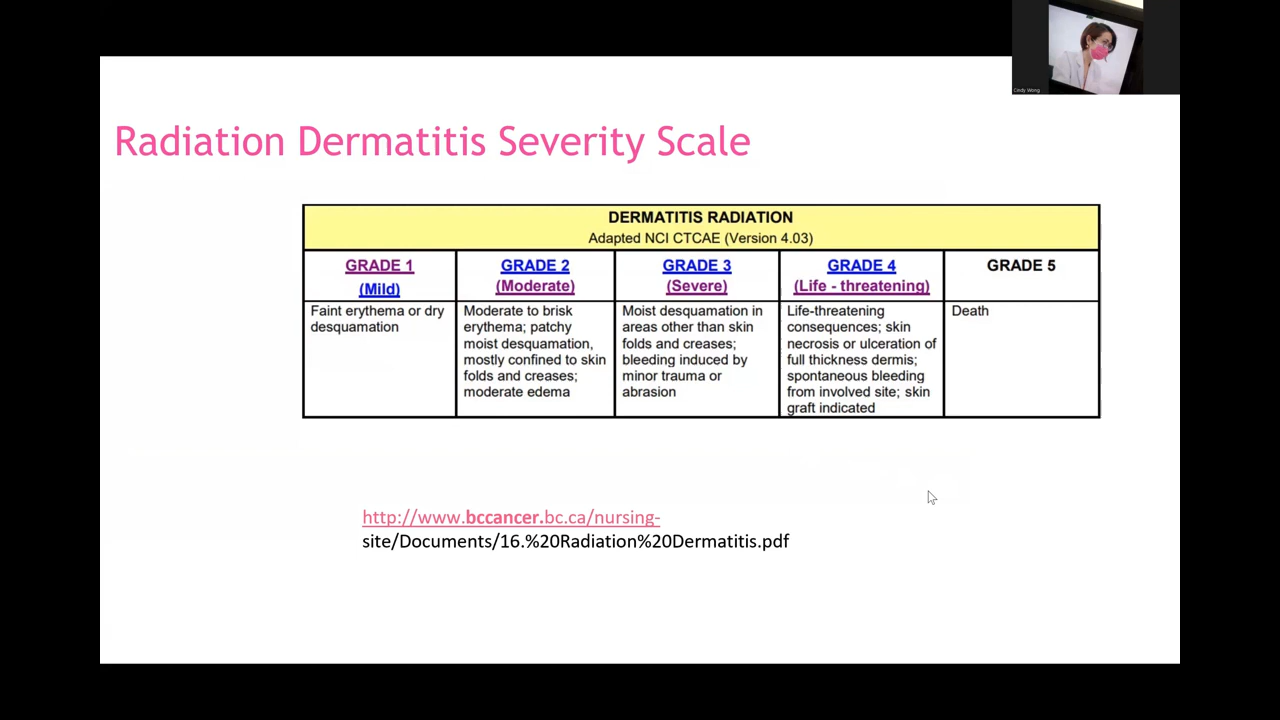 Cindy Wong
Radiation Dermatitis Severity Scale
DERMATITIS RADIATION
Adapted NCI CTCAE (Version 4.03)
GRADE 1
(Mild)
GRADE 2
(Moderate)
GRADE 3
(Severe)
GRADE 4
(Life - threatening)
GRADE 5
Faint erythema or dry
desquamation
Moderate to brisk
erythema; patchy
moist desquamation,
mostly confined to skin
folds and creases;
moderate edema
Moist desquamation in
areas other than skin
folds and creases;
bleeding induced by
minor trauma or
abrasion
Life-threatening
consequences; skin
necrosis or ulceration of
full thickness dermis;
spontaneous bleeding
from involved site; skin
graft indicated
Death
http://www.bccancer.bc.ca/nursing-
site/Documents/16.%20Radiation%20Dermatitis.pdf